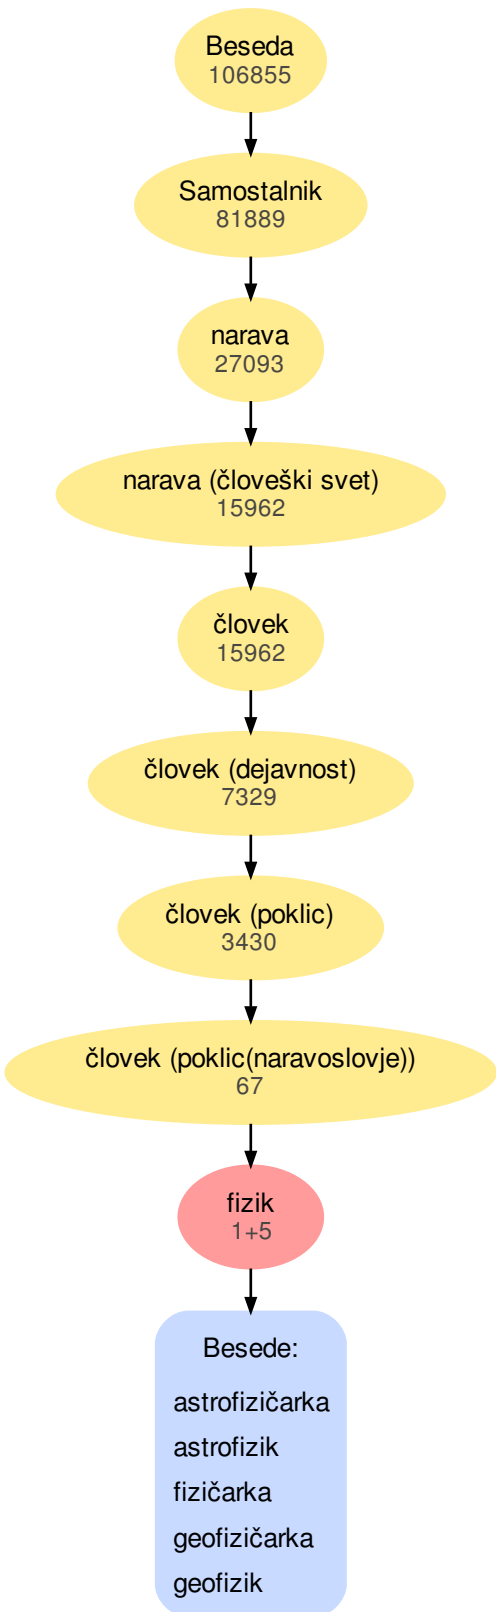 Beseda
106855
Samostalnik
81889
narava
27093
narava (človeški svet)
15962
človek
15962
človek (dejavnost)
7329
človek (poklic)
3430
človek (poklic(naravoslovje))
67
fizik
1+5
Besede:
astrofizičarka
astrofizik
fizičarka
geofizičarka
geofizik